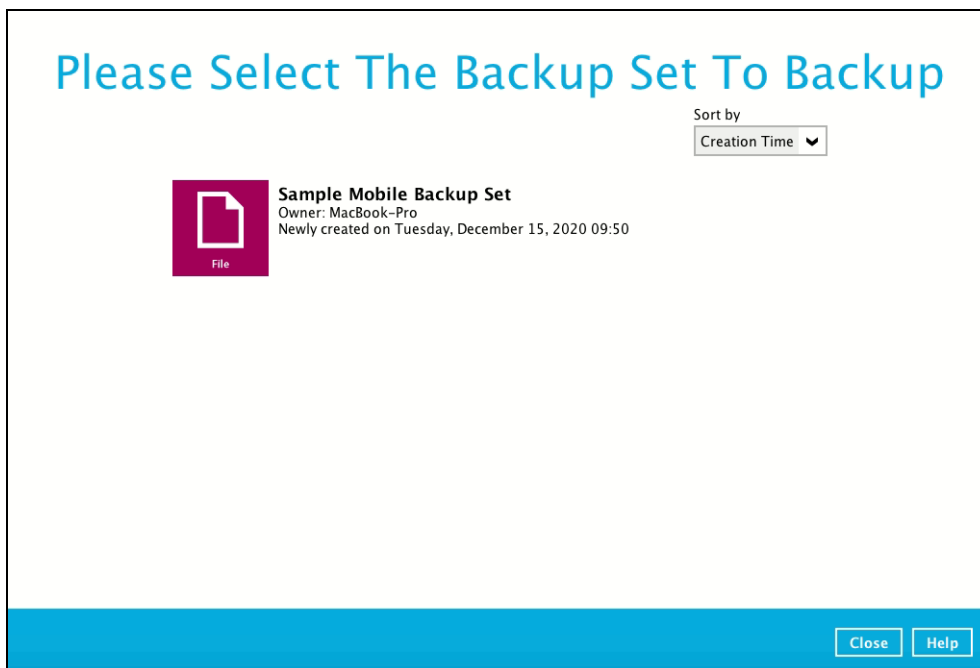 Please Select The Backup Set To Backup
Sort by
Creation Time
Sample Mobile Backup Set
Owner: MacBook-Pro
Newly created on Tuesday, December 15, 2020 09:50
File
Close
Help